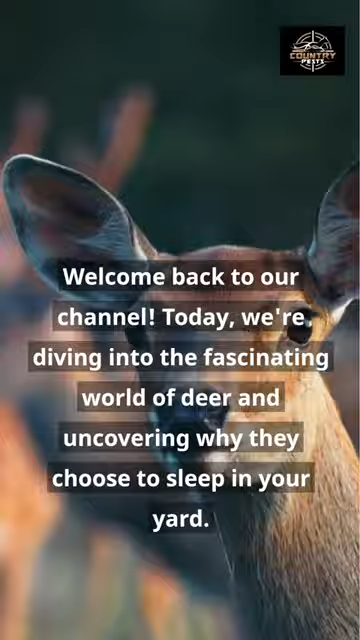 COUNTRY
PESTS
Welcome back to our
channel! Today, we're
diving into the fascinating
world of deer and
uncovering why they
choose to sleep in your
yard.